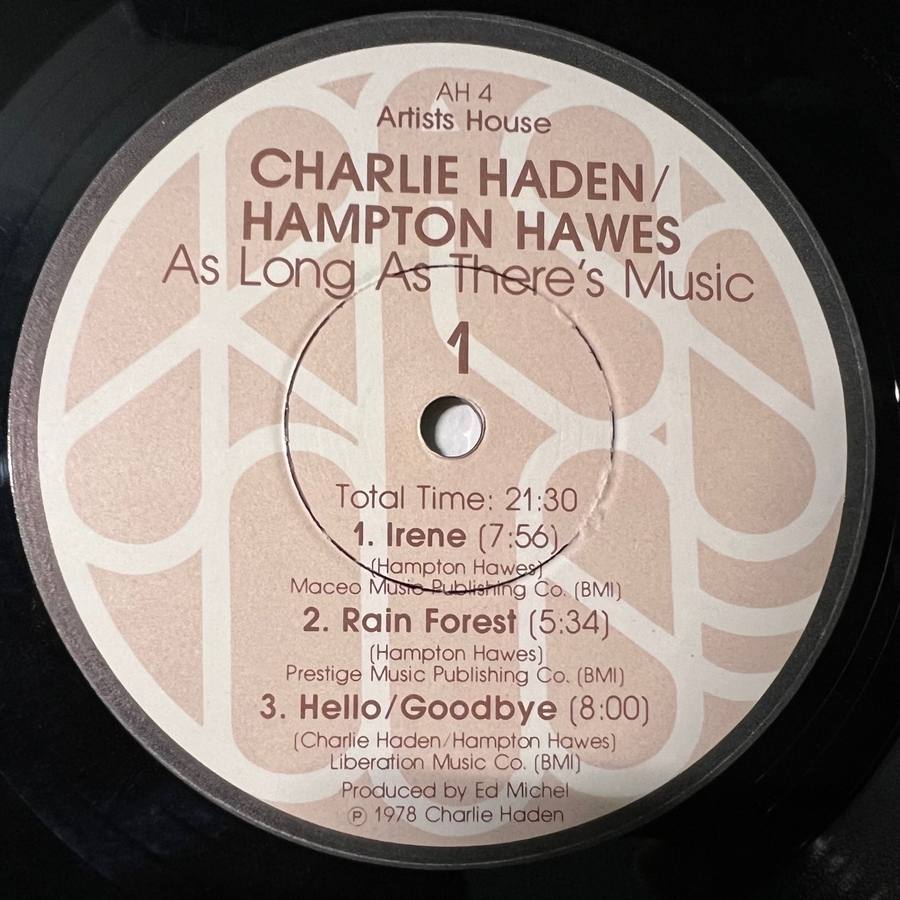 AH 4
Artists House
CHARLIE HADEN/
HAMPTON HAWES
As Long As There's Music
1
Total Time: 21:30
1. Irene (7:56)
(Hampton Hawes)
Maceo Music Publishing Co. (BMI)
2. Rain Forest (5:34)
(Hampton Hawes)
Prestige Music Publishing Co. (BMI)
3. Hello/Goodbye (8:00)
(Charlie Haden/Hampton Hawes)
Liberation Music Co. (BMI)
Produced by Ed Michel
℗ 1978 Charlie Haden